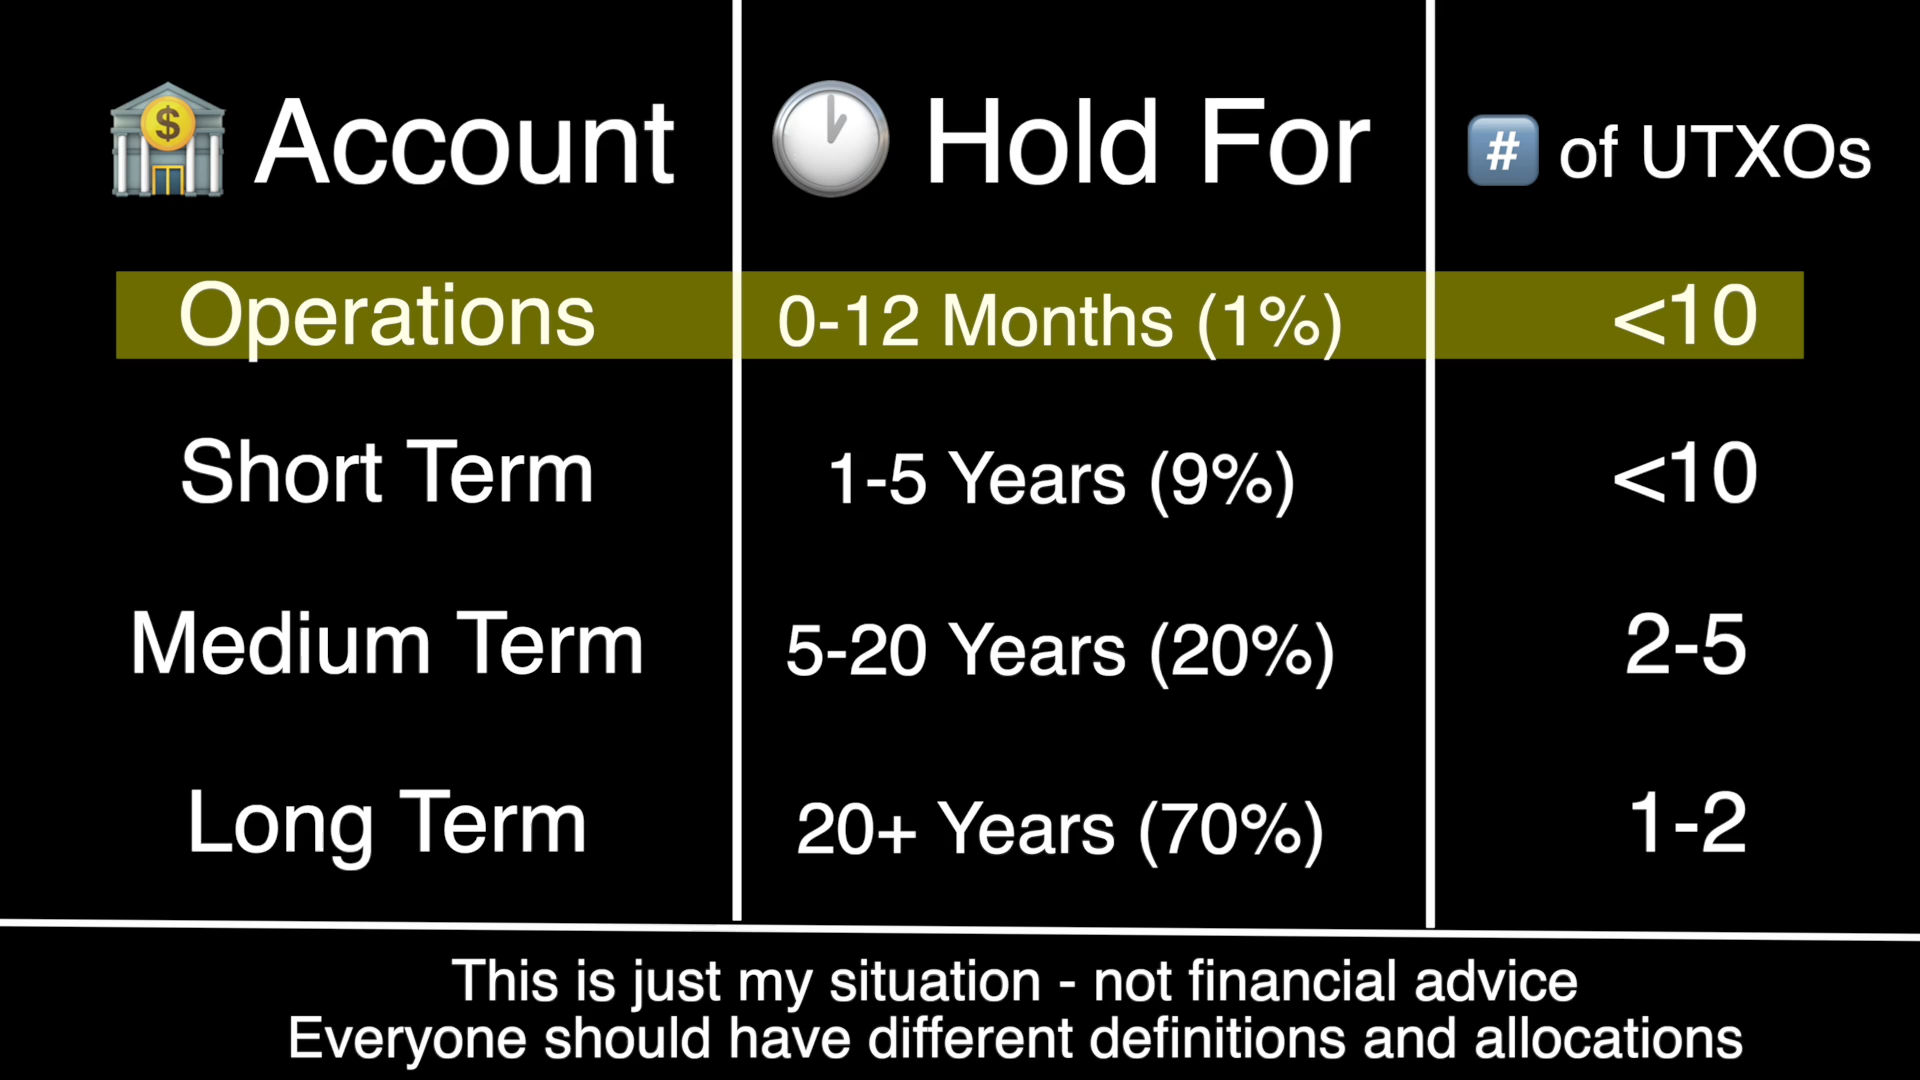 Account Hold For # of UTXOs
Operations 0-12 Months (1%) <10
Short Term 1-5 Years (9%) <10
Medium Term 5-20 Years (20%) 2-5
Long Term 20+ Years (70%) 1-2
This is just my situation - not financial advice
Everyone should have different definitions and allocations